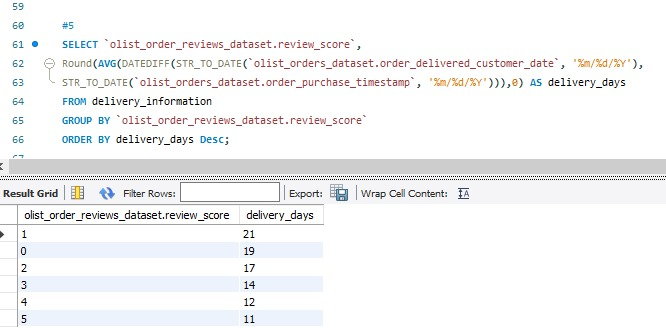 59
60 #5
61 SELECT `olist_order_reviews_dataset.review_score`,
62 Round(AVG(DATEDIFF(STR_TO_DATE(`olist_orders_dataset.order_delivered_customer_date`, '%m/%d/%Y'),
63 STR_TO_DATE(`olist_orders_dataset.order_purchase_timestamp`, '%m/%d/%Y'))),0) AS delivery_days
64 FROM delivery_information
65 GROUP BY `olist_order_reviews_dataset.review_score`
66 ORDER BY delivery_days Desc;
Result Grid Filter Rows: Export: Wrap Cell Content:
olist_order_reviews_dataset.review_score delivery_days
1 21
0 19
2 17
3 14
4 12
5 11